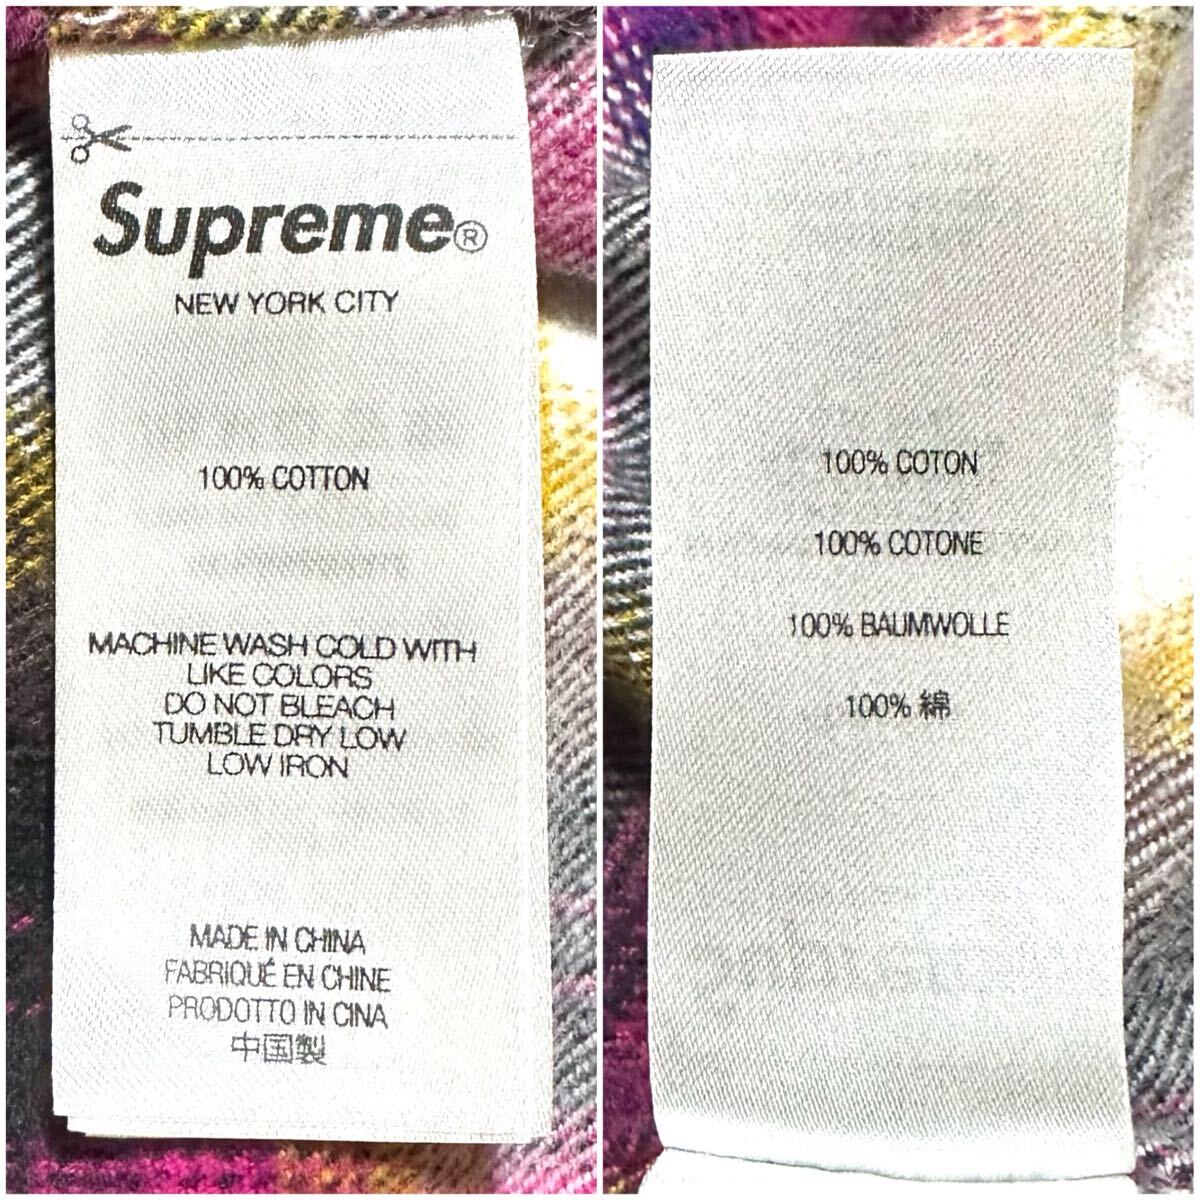 Supreme®
NEW YORK CITY
100% COTTON
MACHINE WASH COLD WITH
LIKE COLORS
DO NOT BLEACH
TUMBLE DRY LOW
LOW IRON
MADE IN CHINA
FABRIQUÉ EN CHINE
PRODOTTO IN CINA
中国製
100% COTON
100% COTONE
100% BAUMWOLLE
100% 綿